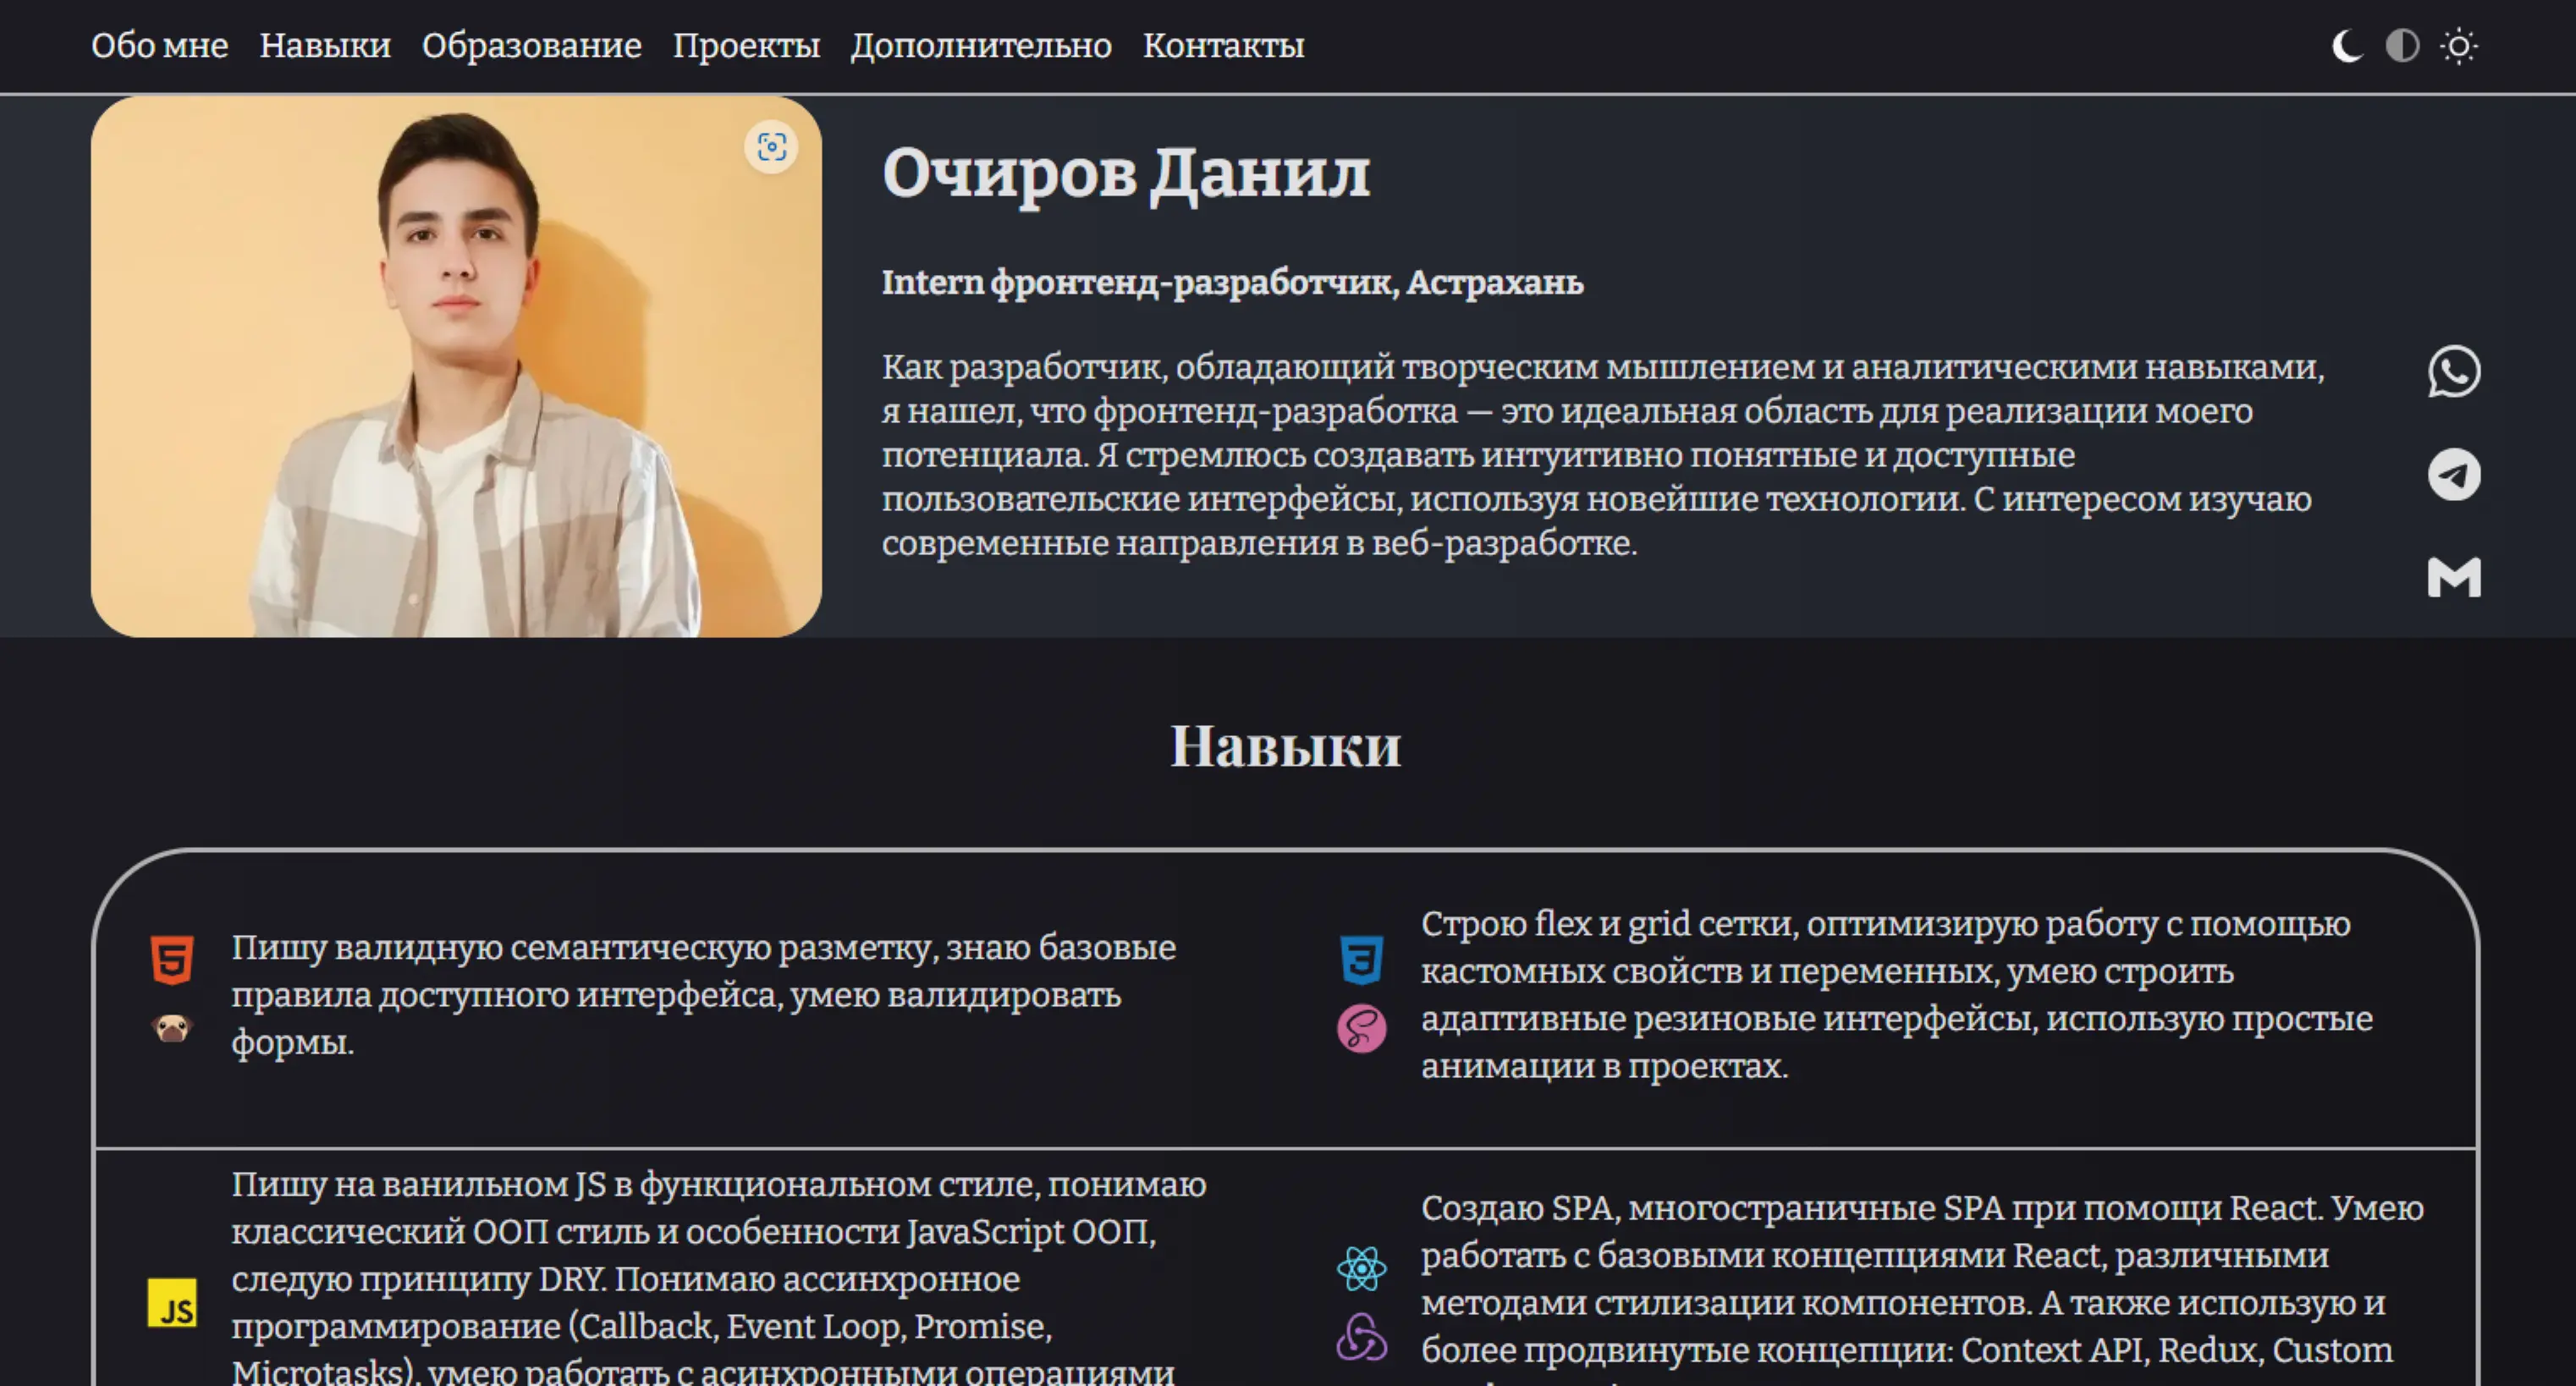 Обо мне Навыки Образование Проекты Дополнительно Контакты
Очиров Данил
Intern фронтенд-разработчик, Астрахань
Как разработчик, обладающий творческим мышлением и аналитическими навыками,
я нашел, что фронтенд-разработка — это идеальная область для реализации моего
потенциала. Я стремлюсь создавать интуитивно понятные и доступные
пользовательские интерфейсы, используя новейшие технологии. С интересом изучаю
современные направления в веб-разработке.
Навыки
5
Пишу валидную семантическую разметку, знаю базовые
правила доступного интерфейса, умею валидировать
формы.
3
Строю flex и grid сетки, оптимизирую работу с помощью
кастомных свойств и переменных, умею строить
адаптивные резиновые интерфейсы, использую простые
анимации в проектах.
JS
Пишу на ванильном JS в функциональном стиле, понимаю
классический ООП стиль и особенности JavaScript ООП,
следую принципу DRY. Понимаю ассинхронное
программирование (Callback, Event Loop, Promise,
Microtasks), умею работать с асинхронными операциями
Создаю SPA, многостраничные SPA при помощи React. Умею
работать с базовыми концепциями React, различными
методами стилизации компонентов. А также использую и
более продвинутые концепции: Context API, Redux, Custom